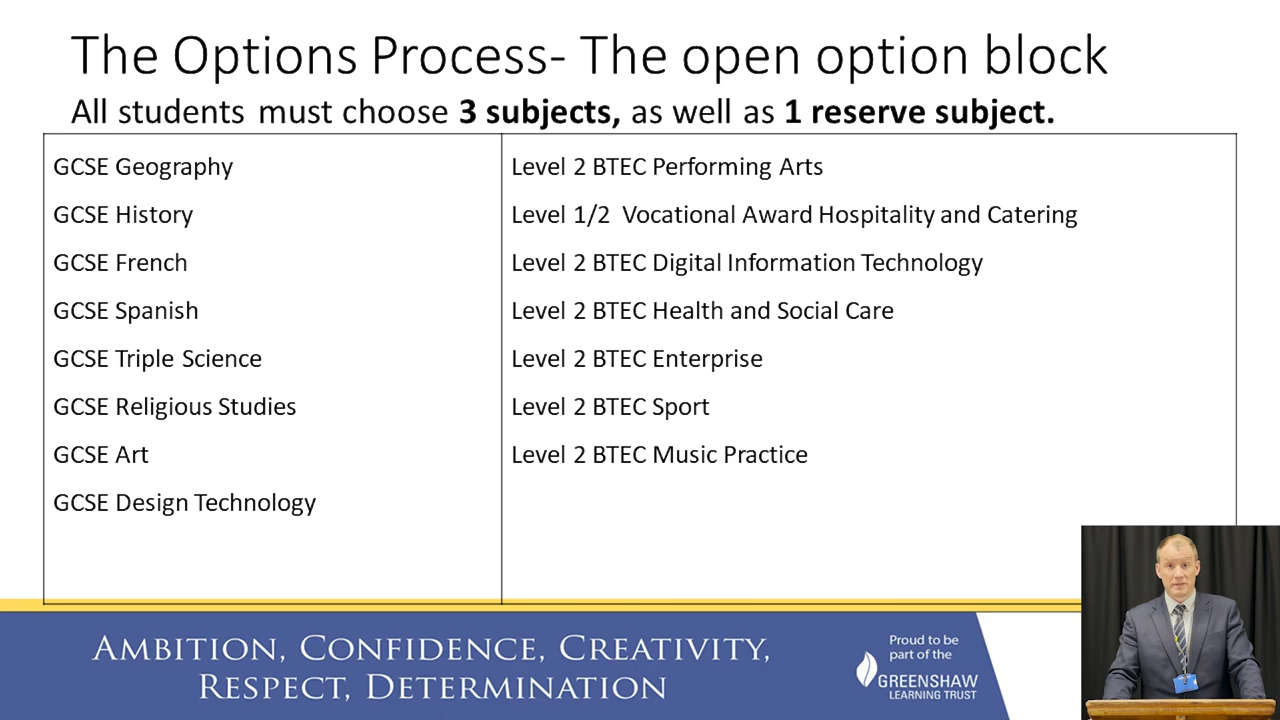 The Options Process- The open option block
All students must choose 3 subjects, as well as 1 reserve subject.
GCSE Geography
GCSE History
GCSE French
GCSE Spanish
GCSE Triple Science
GCSE Religious Studies
GCSE Art
GCSE Design Technology
Level 2 BTEC Performing Arts
Level 1/2 Vocational Award Hospitality and Catering
Level 2 BTEC Digital Information Technology
Level 2 BTEC Health and Social Care
Level 2 BTEC Enterprise
Level 2 BTEC Sport
Level 2 BTEC Music Practice
AMBITION, CONFIDENCE, CREATIVITY,
RESPECT, DETERMINATION
Proud to be
part of the
GREENSHAW
LEARNING TRUST